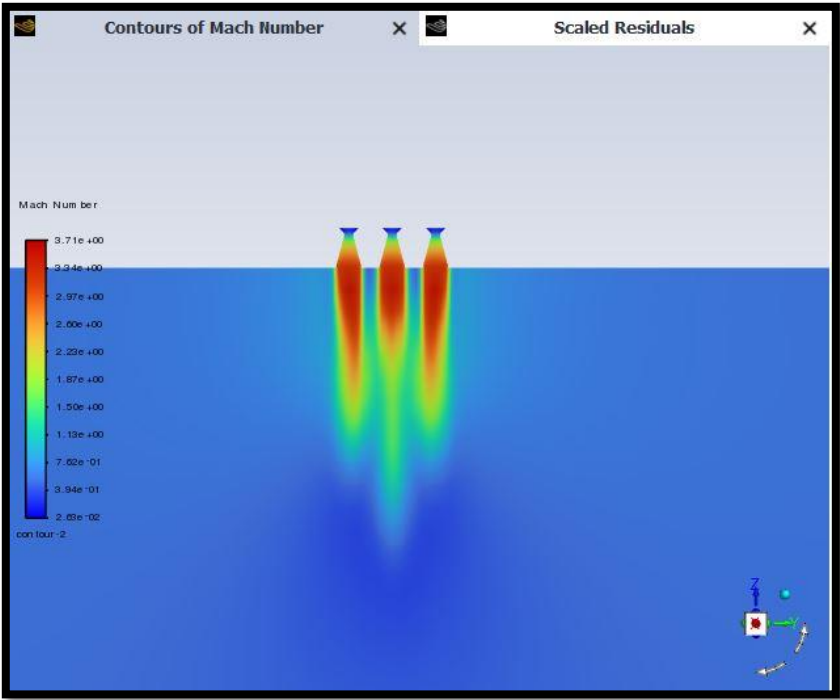 Contours of Mach Number
Scaled Residuals
Mach Number
3.71e+00
3.34e+00
2.97e+00
2.60e+00
2.23e+00
1.87e+00
1.50e+00
1.13e+00
7.62e-01
3.94e-01
2.63e-02
contour-2
Z
Y